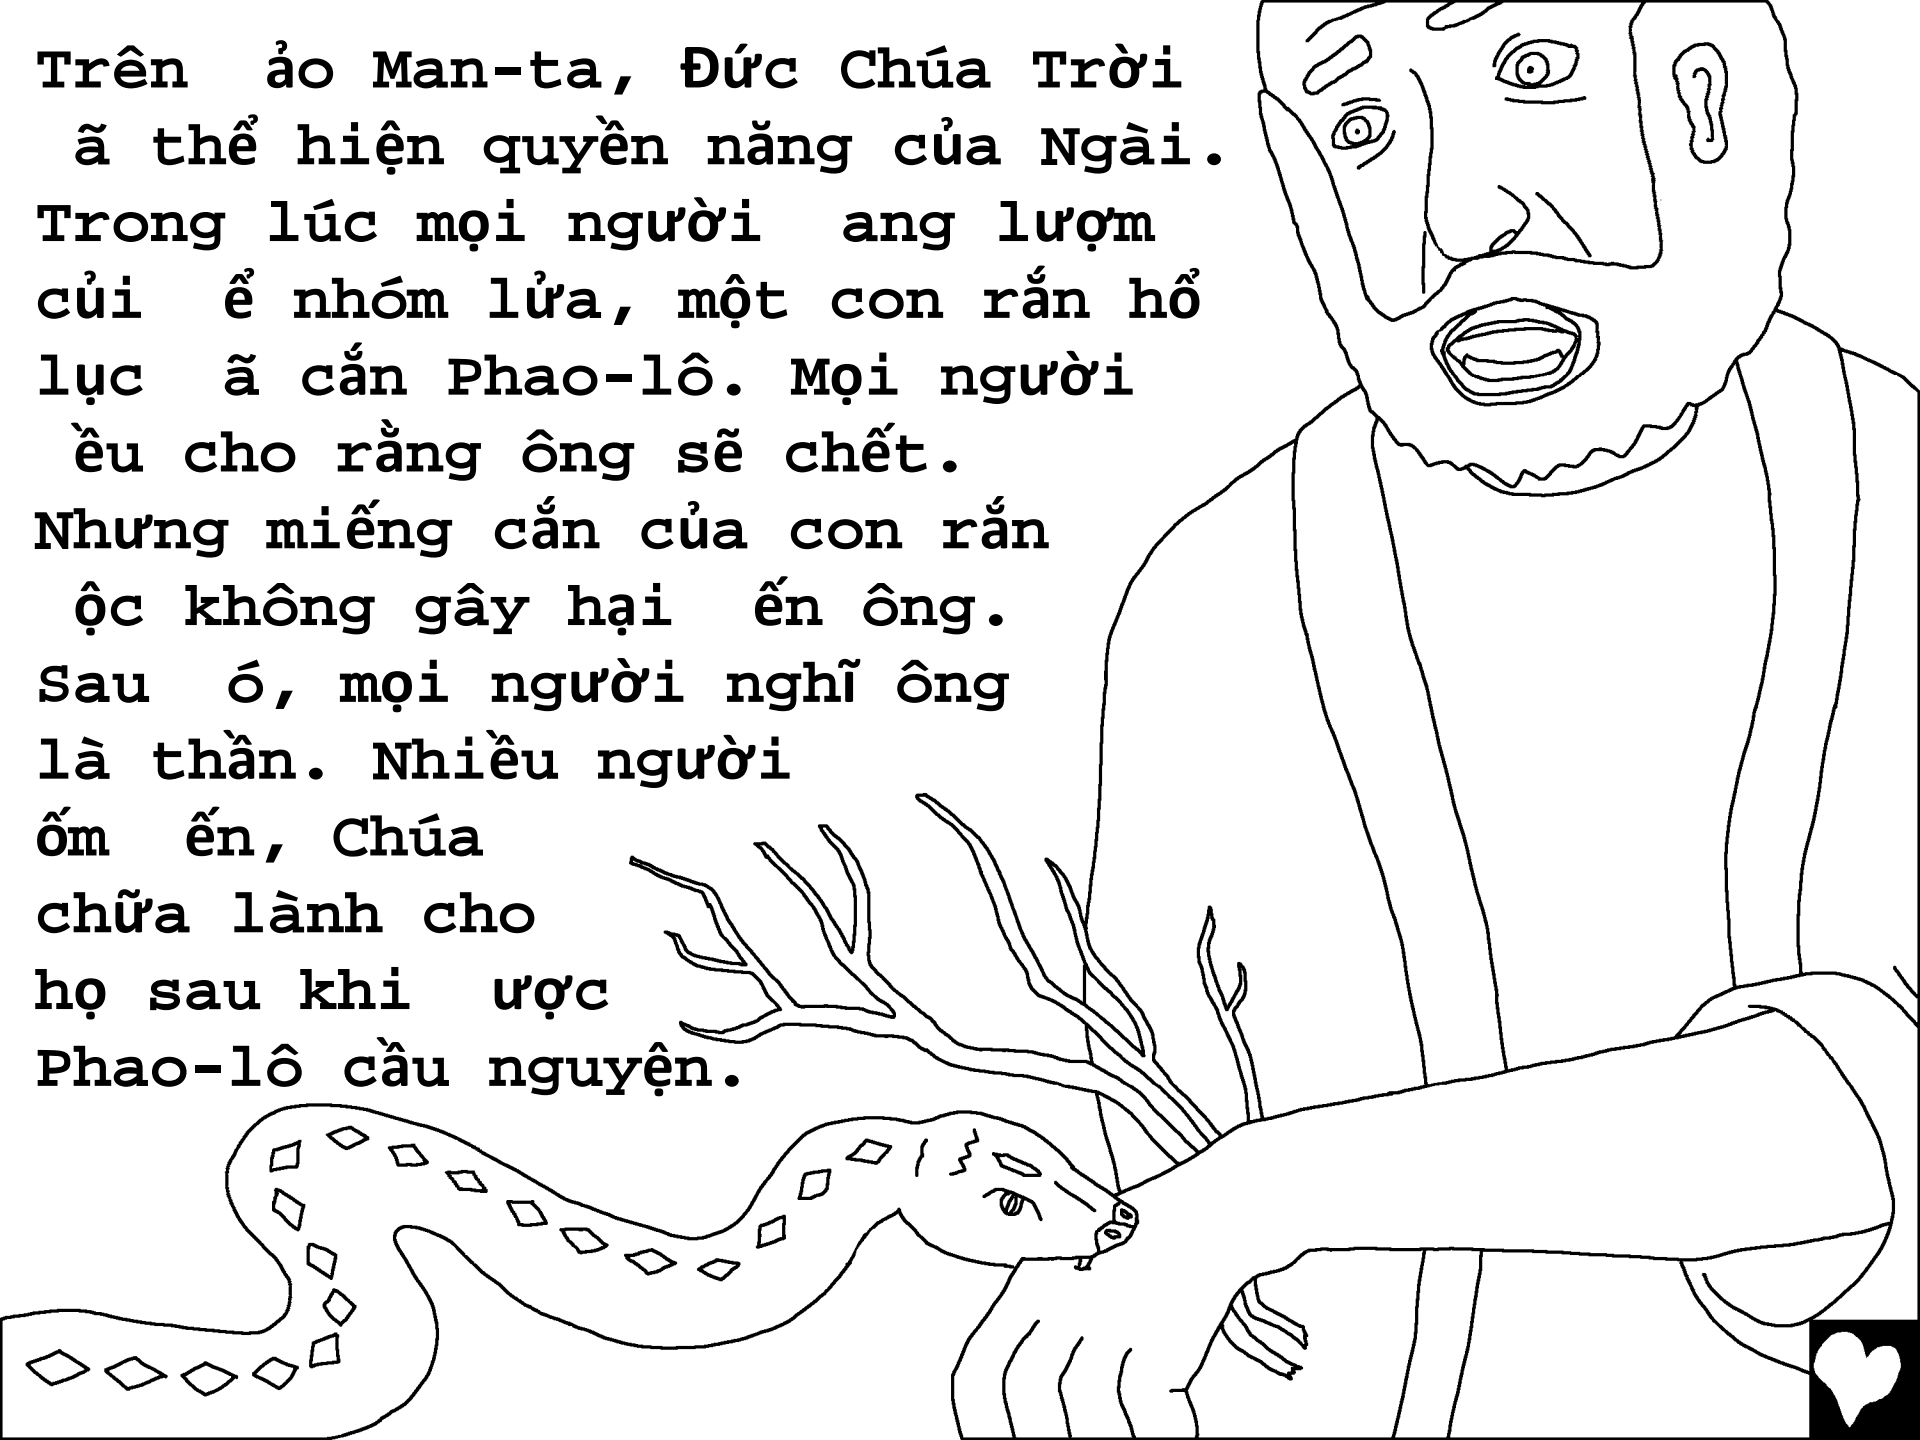 Trên  ảo Man-ta, Đức Chúa Trời
 ã thể hiện quyền năng của Ngài.
Trong lúc mọi người  ang lượm
củi  ể nhóm lửa, một con rắn hổ
lục  ã cắn Phao-lô. Mọi người
 ều cho rằng ông sẽ chết.
Nhưng miếng cắn của con rắn
 ộc không gây hại  ến ông.
Sau  ó, mọi người nghĩ ông
là thần. Nhiều người
ốm  ến, Chúa
chữa lành cho
họ sau khi  ược
Phao-lô cầu nguyện.